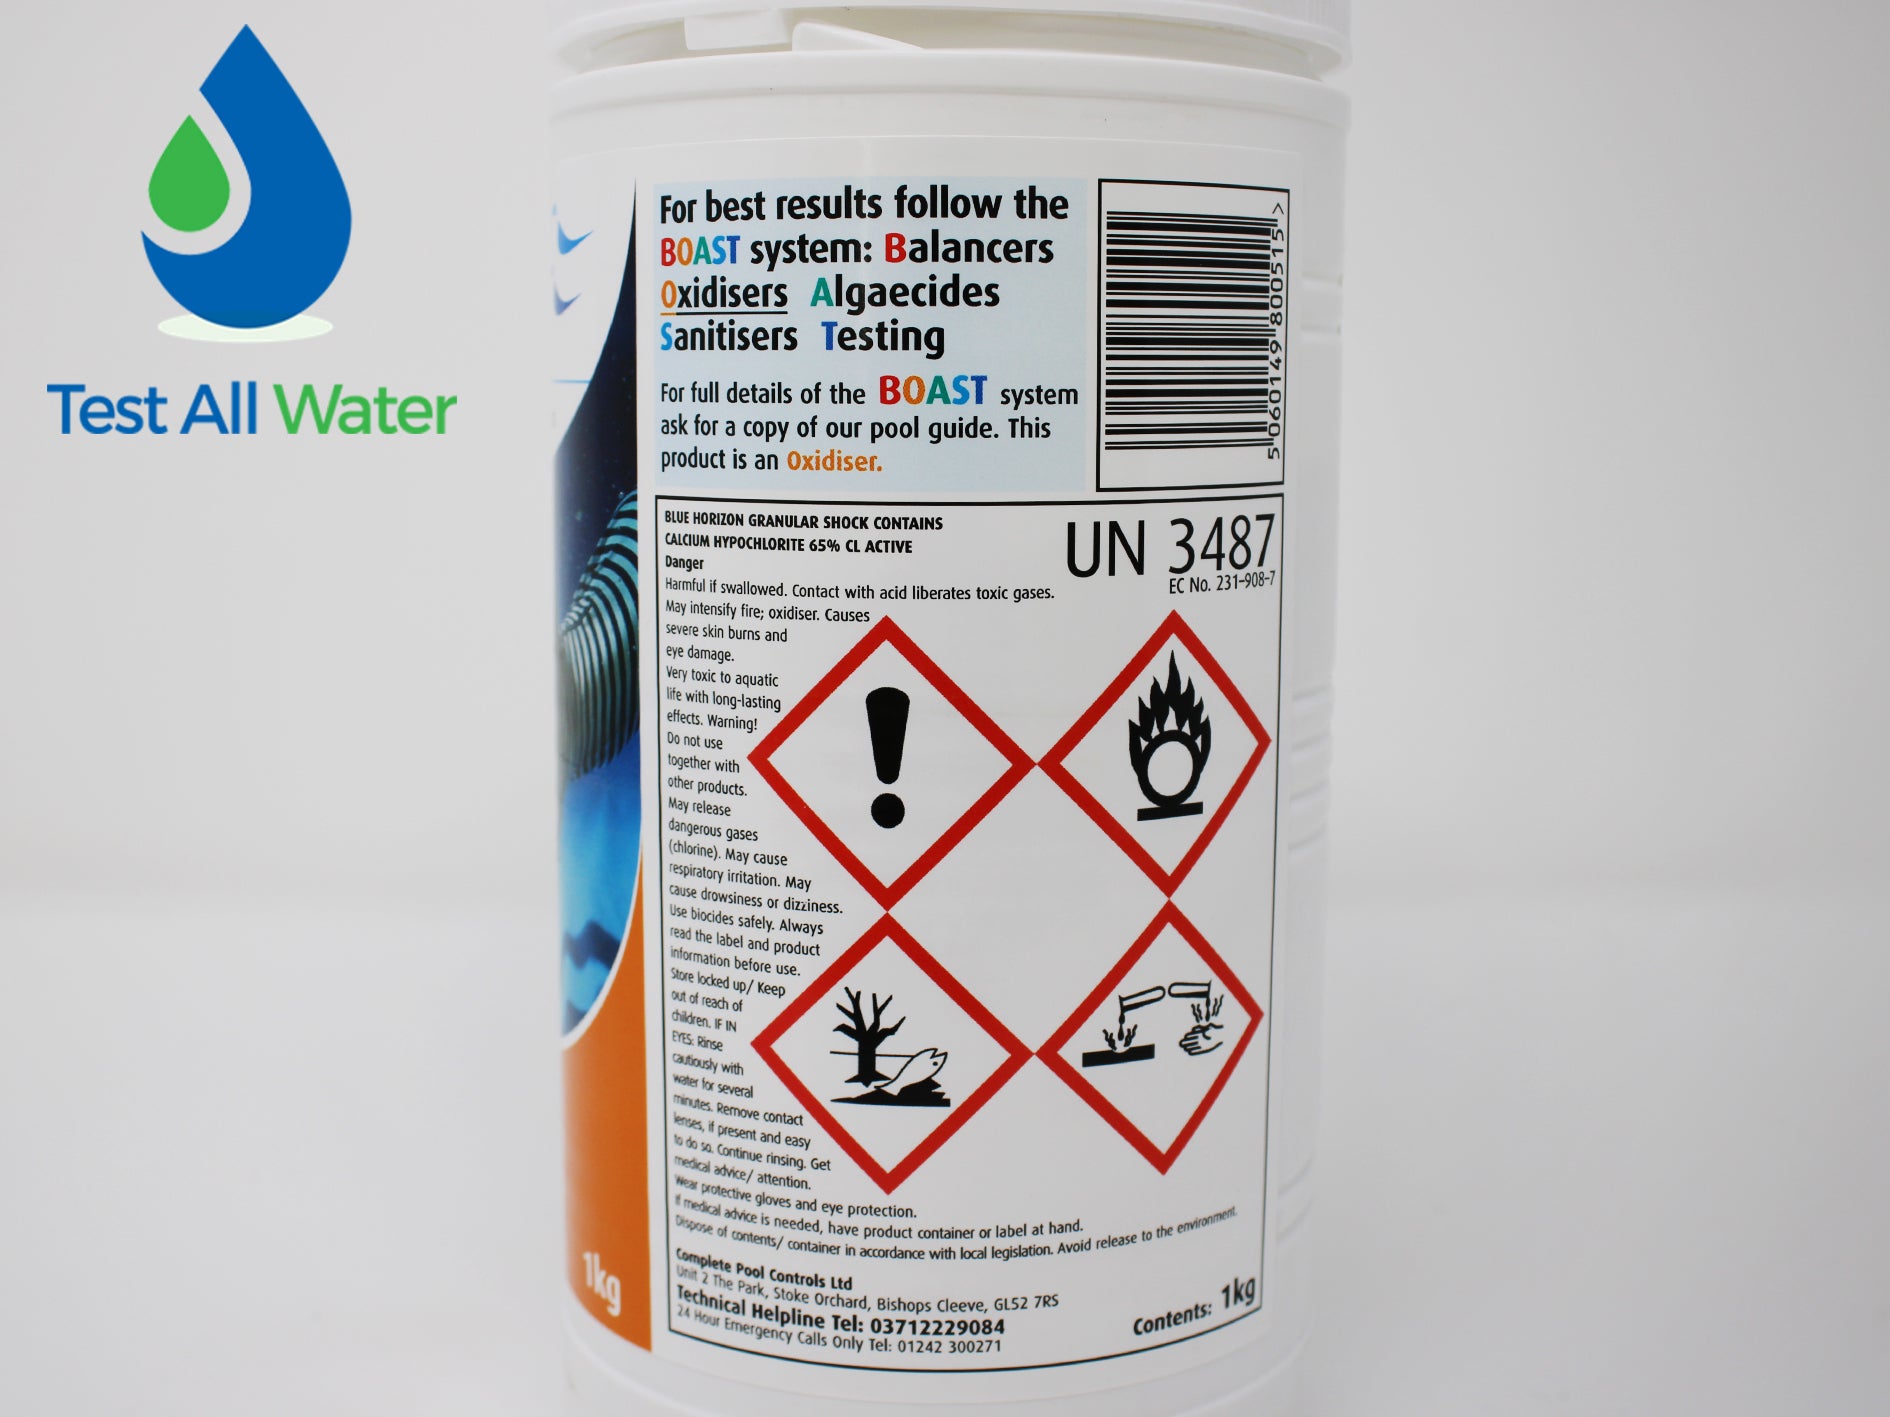 Test All Water
For best results follow the
BOAST system: Balancers
Oxidisers Algaecides
Sanitisers Testing
For full details of the BOAST system
ask for a copy of our pool guide. This
product is an Oxidiser.
5 060149 800515 >
BLUE HORIZON GRANULAR SHOCK CONTAINS
CALCIUM HYPOCHLORITE 65% CL ACTIVE
UN 3487
EC No. 231-908-7
Danger
Harmful if swallowed. Contact with acid liberates toxic gases.
May intensify fire; oxidiser. Causes
severe skin burns and
eye damage.
Very toxic to aquatic
life with long-lasting
effects. Warning!
Do not use
together with
other products.
May release
dangerous gases
(chlorine). May cause
respiratory irritation. May
cause drowsiness or dizziness.
Use biocides safely. Always
read the label and product
information before use.
Store locked up/ Keep
out of reach of
children. IF IN
EYES: Rinse
cautiously with
water for several
minutes. Remove contact
lenses, if present and easy
to do so. Continue rinsing. Get
medical advice/ attention.
Wear protective gloves and eye protection.
If medical advice is needed, have product container or label at hand.
Dispose of contents/ container in accordance with local legislation. Avoid release to the environment.
Complete Pool Controls Ltd
Unit 2 The Park, Stoke Orchard, Bishops Cleeve, GL52 7RS
Technical Helpline Tel: 03712229084
24 Hour Emergency Calls Only Tel: 01242 300271
Contents: 1kg
1kg